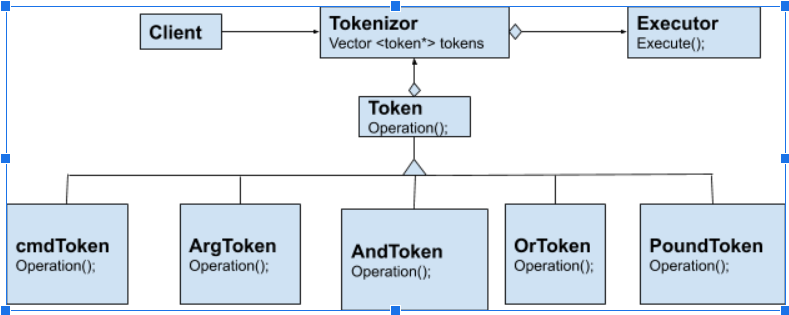 Client
Tokenizor
Vector <token*> tokens
Executor
Execute();
Token
Operation();
cmdToken
Operation();
ArgToken
Operation();
AndToken
Operation();
OrToken
Operation();
PoundToken
Operation();